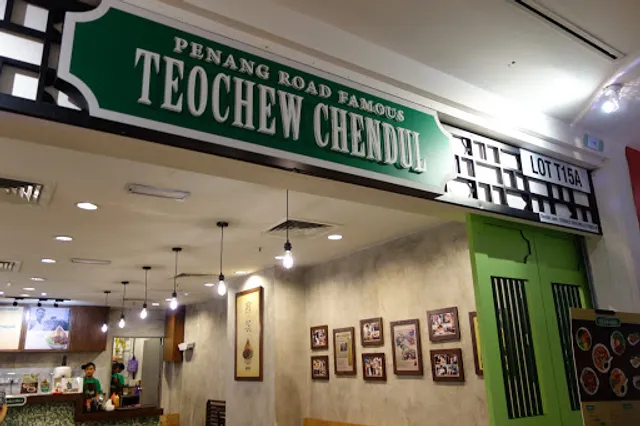 PENANG ROAD FAMOUS
TEOCHEW CHENDUL
LOT T15A